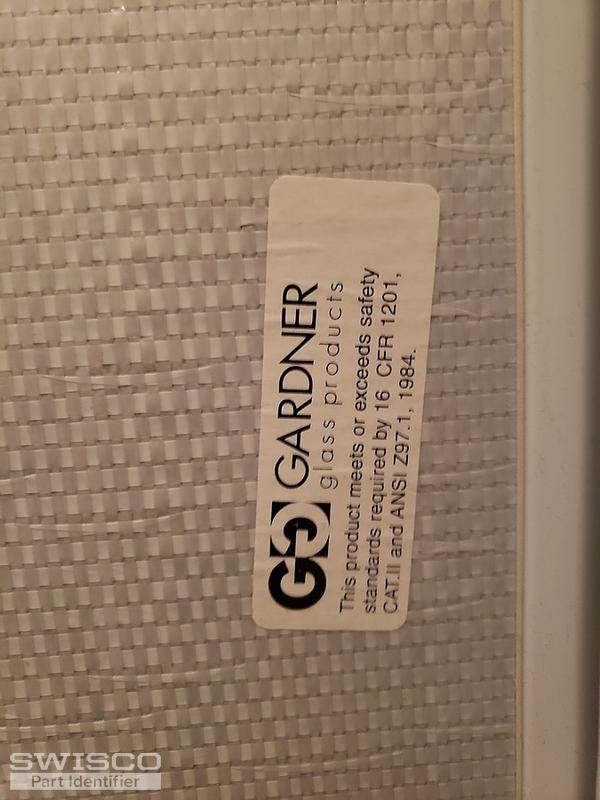 GG GARDNER
glass products
This product meets or exceeds safety
standards required by 16 CFR 1201,
CAT.II and ANSI Z97.1, 1984.
SWISCO
Part Identifier